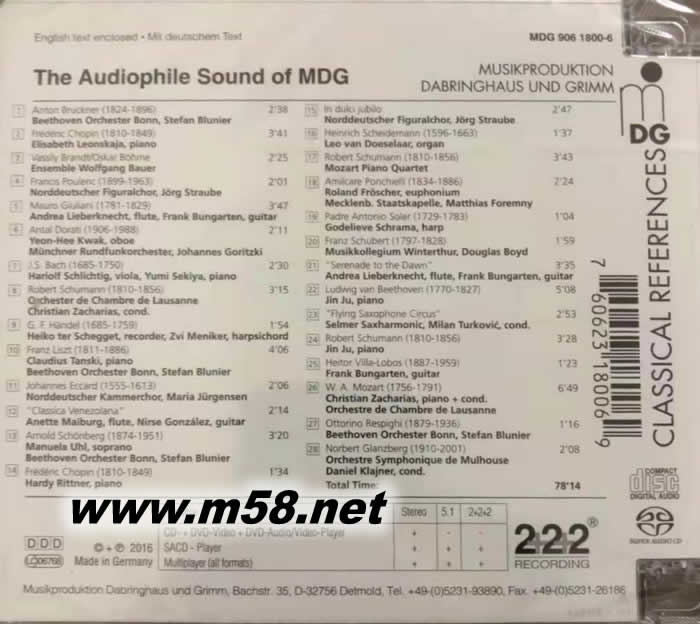 English text enclosed • Mit deutschem Text
MDG 906 1800-6
The Audiophile Sound of MDG
MUSIKPRODUKTION
DABRINGHAUS UND GRIMM
DG
CLASSICAL REFERENCES
1 Anton Bruckner (1824-1896) 2'38
Beethoven Orchester Bonn, Stefan Blunier
2 Frédéric Chopin (1810-1849) 3'41
Elisabeth Leonskaja, piano
3 Vassily Brandt/Oskar Böhme 2'25
Ensemble Wolfgang Bauer
4 Francis Poulenc (1899-1963) 2'01
Norddeutscher Figuralchor, Jörg Straube
5 Mauro Giuliani (1781-1829) 3'47
Andrea Lieberknecht, flute, Frank Bungarten, guitar
6 Antal Dorati (1906-1988) 2'11
Yeon-Hee Kwak, oboe
Münchner Rundfunkorchester, Johannes Goritzki
7 J.S. Bach (1685-1750) 2'30
Hariolf Schlichtig, viola, Yumi Sekiya, piano
8 Robert Schumann (1810-1856) 3'15
Orchestre de Chambre de Lausanne
Christian Zacharias, cond.
9 G. F. Händel (1685-1759) 1'54
Heiko ter Schegget, recorder, Zvi Meniker, harpsichord
10 Franz Liszt (1811-1886) 4'06
Claudius Tanski, piano
Beethoven Orchester Bonn, Stefan Blunier
11 Johannes Eccard (1555-1613) 2'06
Norddeutscher Kammerchor, Maria Jürgensen
12 "Classica Venezolana" 2'14
Anette Maiburg, flute, Nirse González, guitar
13 Arnold Schönberg (1874-1951) 3'20
Manuela Uhl, soprano
Beethoven Orchester Bonn, Stefan Blunier
14 Frédéric Chopin (1810-1849) 1'34
Hardy Rittner, piano
15 In dulci jubilo 2'47
Norddeutscher Figuralchor, Jörg Straube
16 Heinrich Scheidemann (1596-1663) 1'37
Leo van Doeselaar, organ
17 Robert Schumann (1810-1856) 3'43
Mozart Piano Quartet
18 Amilcare Ponchielli (1834-1886) 2'24
Roland Fröscher, euphonium
Mecklenb. Staatskapelle, Matthias Foremny
19 Padre Antonio Soler (1729-1783) 1'04
Godelieve Schrama, harp
20 Franz Schubert (1797-1828) 1'59
Musikkollegium Winterthur, Douglas Boyd
21 "Serenade to the Dawn" 3'35
Andrea Lieberknecht, flute, Frank Bungarten, guitar
22 Ludwig van Beethoven (1770-1827) 5'08
Jin Ju, piano
23 "Flying Saxophone Circus" 2'53
Selmer Saxharmonic, Milan Turković, cond.
24 Robert Schumann (1810-1856) 3'28
Jin Ju, piano
25 Heitor Villa-Lobos (1887-1959) 1'23
Frank Bungarten, guitar
26 W. A. Mozart (1756-1791) 6'49
Christian Zacharias, piano + cond.
Orchestre de Chambre de Lausanne
27 Ottorino Respighi (1879-1936) 1'16
Beethoven Orchester Bonn, Stefan Blunier
28 Norbert Glanzberg (1910-2001) 2'08
Orchestre Symphonique de Mulhouse
Daniel Klajner, cond.
Total Time: 78'14
7 60623 18006 9
COMPACT
disc
DIGITAL AUDIO
SUPER AUDIO CD
www.m58.net
DDD
LC06768
© + ℗ 2016
Made in Germany
Stereo 5.1 2+2+2
CD- + DVD-Video + DVD-Audio/Video-Player + - -
SACD - Player + + +
Multiplayer (all formats) + + +
2+2+2®
RECORDING
Musikproduktion Dabringhaus und Grimm, Bachstr. 35, D-32756 Detmold, Tel. +49-(0)5231-93890, Fax +49-(0)5231-26186